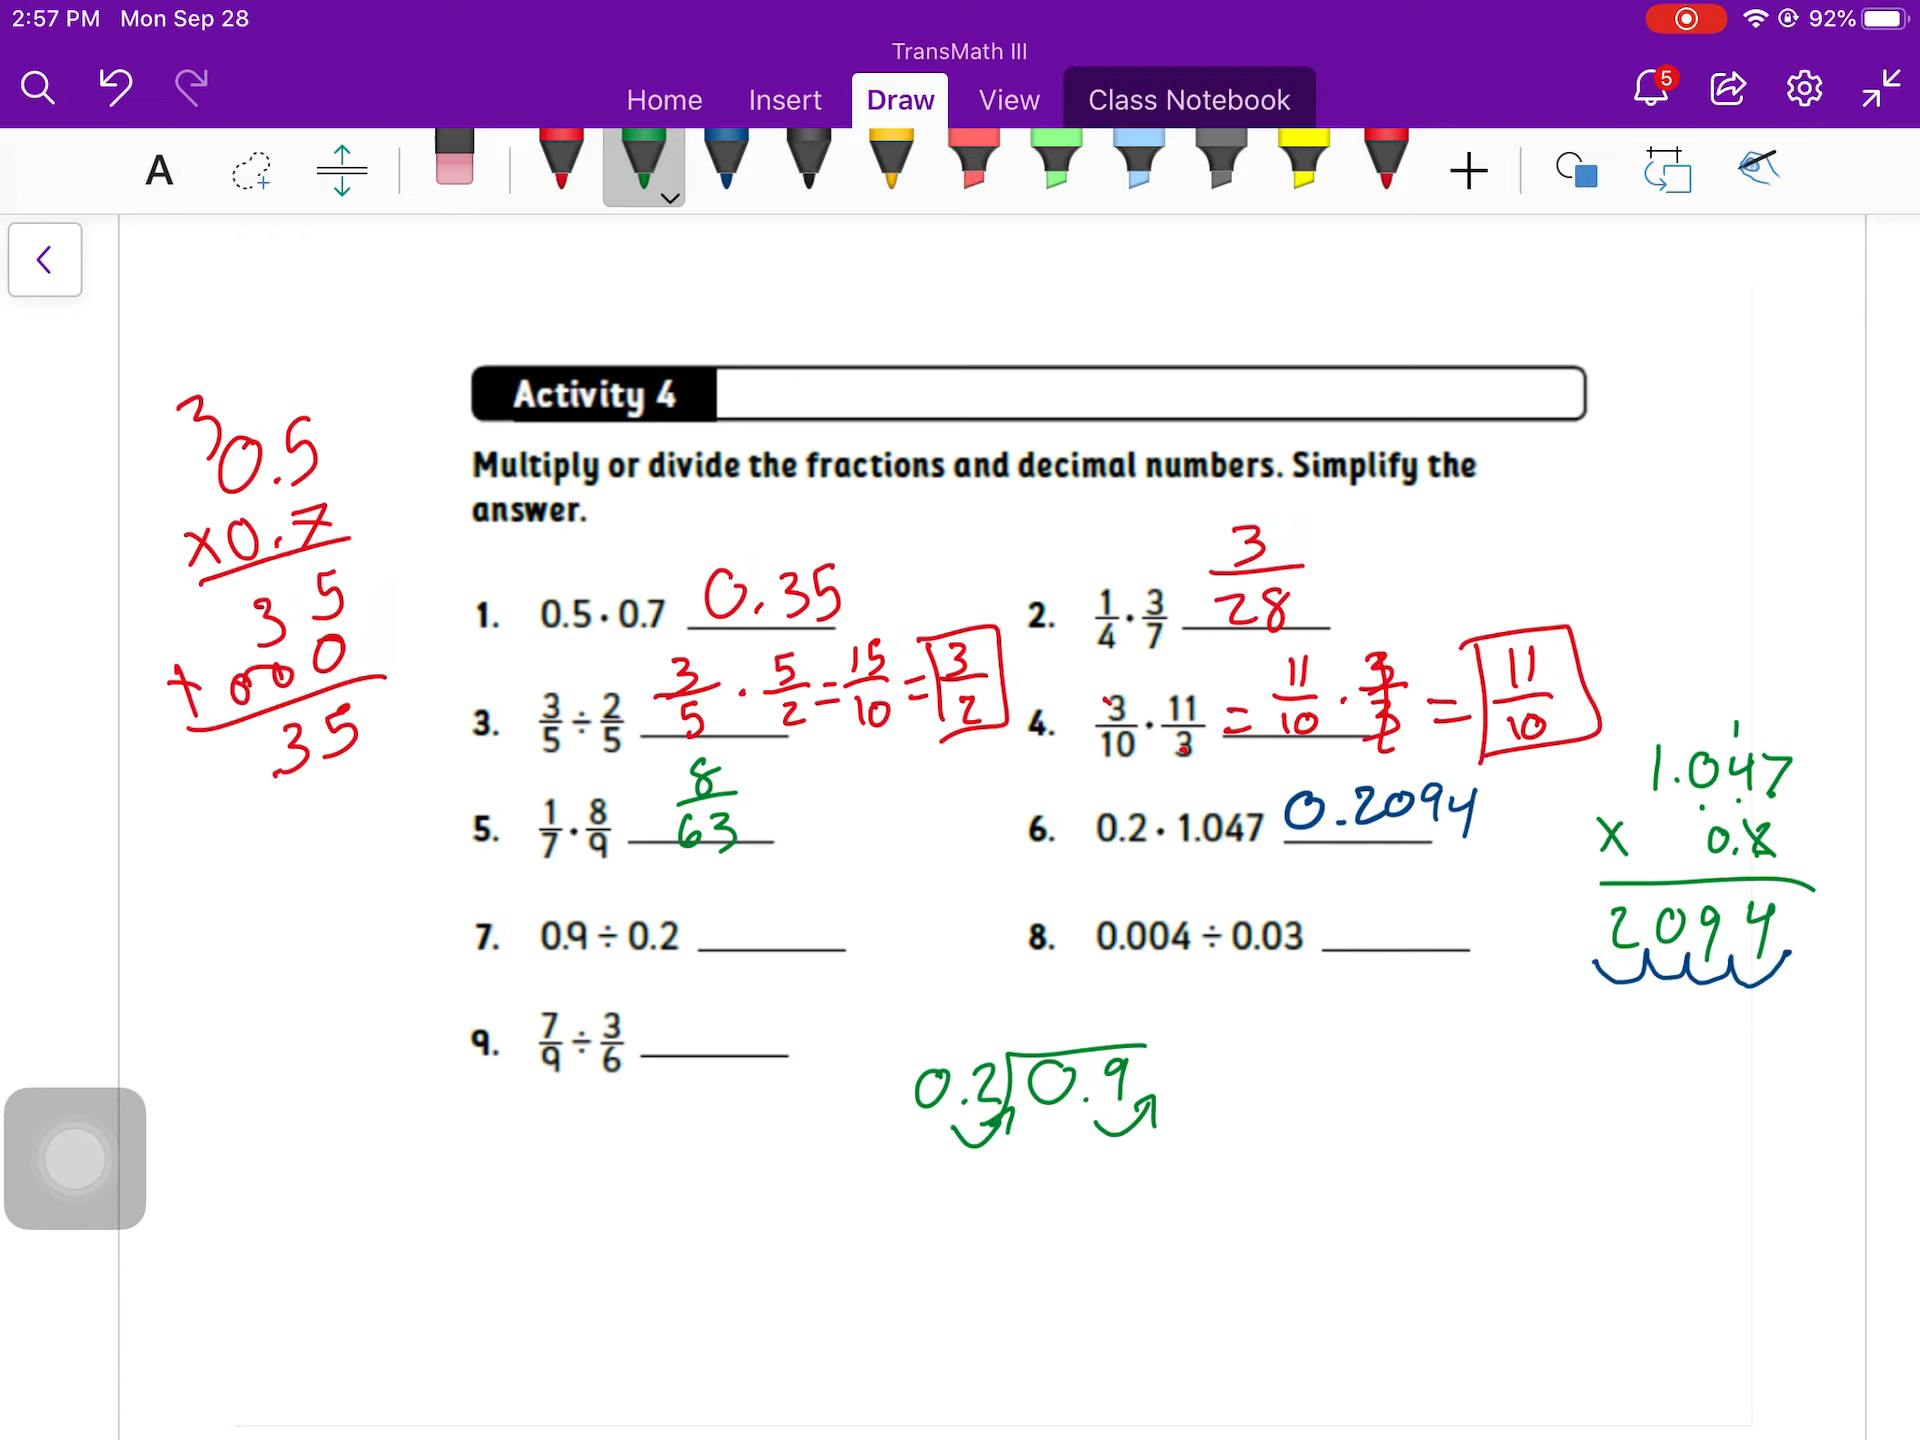 2:57 PM Mon Sep 28
92%
TransMath III
Home Insert Draw View Class Notebook
5
A
Activity 4
Multiply or divide the fractions and decimal numbers. Simplify the
answer.
3
0.5
×0.7
35
+ 000
.35
1. 0.5 · 0.7 0.35
2. 1/4 · 3/7 3/28
3. 3/5 ÷ 2/5 3/5 · 5/2 = 15/10 = 3/2
4. 3/10 · 11/3 = 11/10 · 3/3 = 11/10
5. 1/7 · 8/9 8/63
6. 0.2 · 1.047 0.2094
1
1.047
× 0.2
2094
7. 0.9 ÷ 0.2
8. 0.004 ÷ 0.03
9. 7/9 ÷ 3/6
0.2 0.9